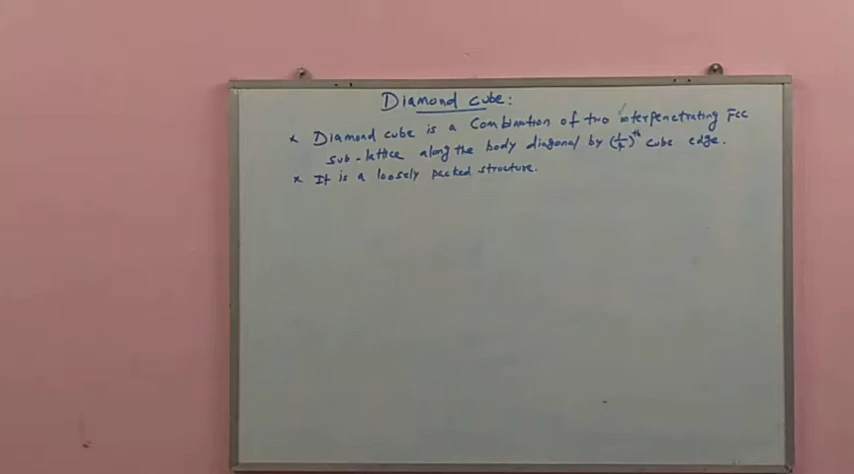 Diamond cube:
x Diamond cube is a combination of two interpenetrating Fcc
sub-lattice along the body diagonal by (1/4)th cube edge.
x It is a loosely packed structure.